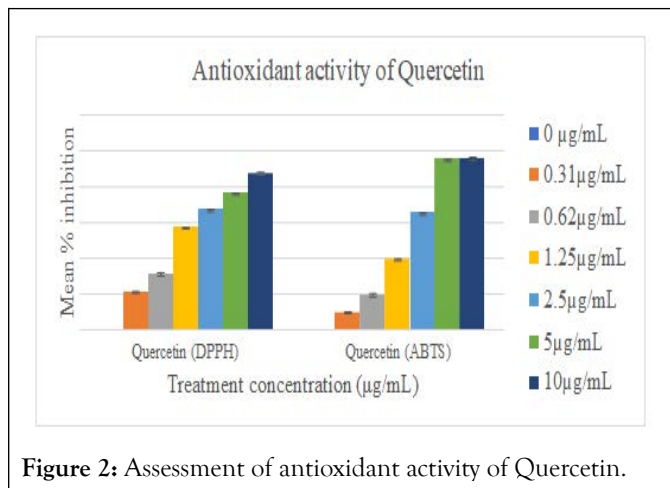 Antioxidant activity of Quercetin
Mean % inhibition
0 µg/mL
0.31µg/mL
0.62µg/mL
1.25µg/mL
2.5µg/mL
5µg/mL
10µg/mL
Quercetin (DPPH)
Quercetin (ABTS)
Treatment concentration (µg/mL)
Figure 2: Assessment of antioxidant activity of Quercetin.